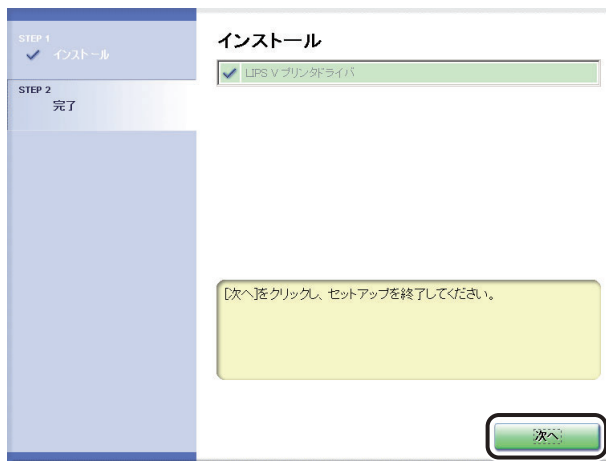 STEP 1
インストール
STEP 2
完了
インストール
LIPS V プリンタドライバ
[次へ]をクリックし、セットアップを終了してください。
次へ